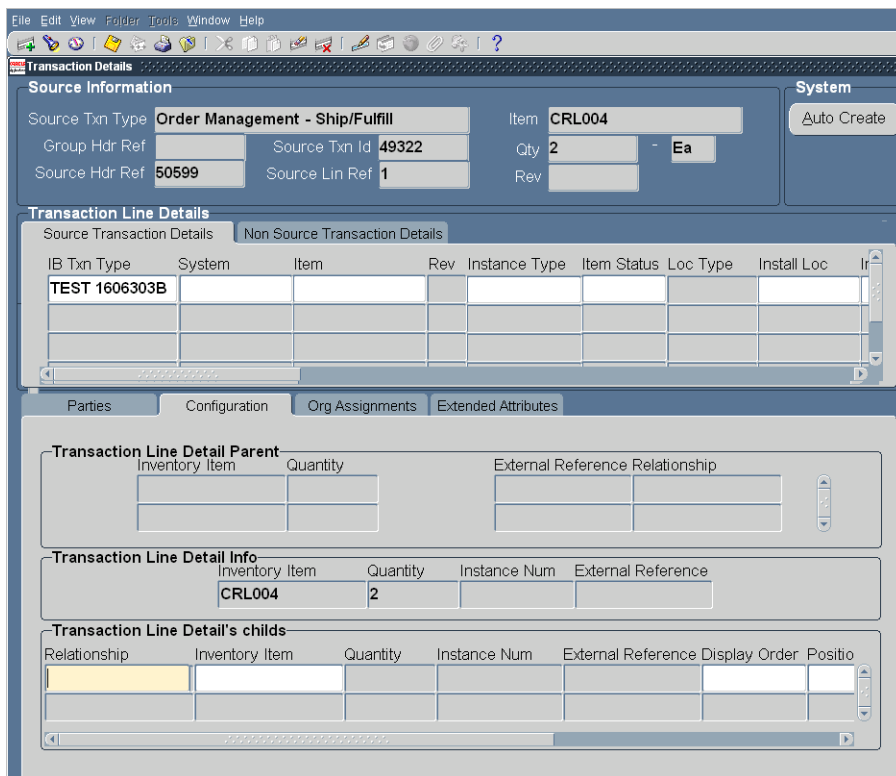 File Edit View Folder Tools Window Help
Transaction Details
Source Information
System
Source Txn Type Order Management - Ship/Fulfill Item CRL004
Auto Create
Group Hdr Ref Source Txn Id 49322 Qty 2 - Ea
Source Hdr Ref 50599 Source Lin Ref 1 Rev
Transaction Line Details
Source Transaction Details Non Source Transaction Details
IB Txn Type System Item Rev Instance Type Item Status Loc Type Install Loc
TEST 1606303B
Parties Configuration Org Assignments Extended Attributes
Transaction Line Detail Parent
Inventory Item Quantity External Reference Relationship
Transaction Line Detail Info
Inventory Item Quantity Instance Num External Reference
CRL004 2
Transaction Line Detail's childs
Relationship Inventory Item Quantity Instance Num External Reference Display Order Positio